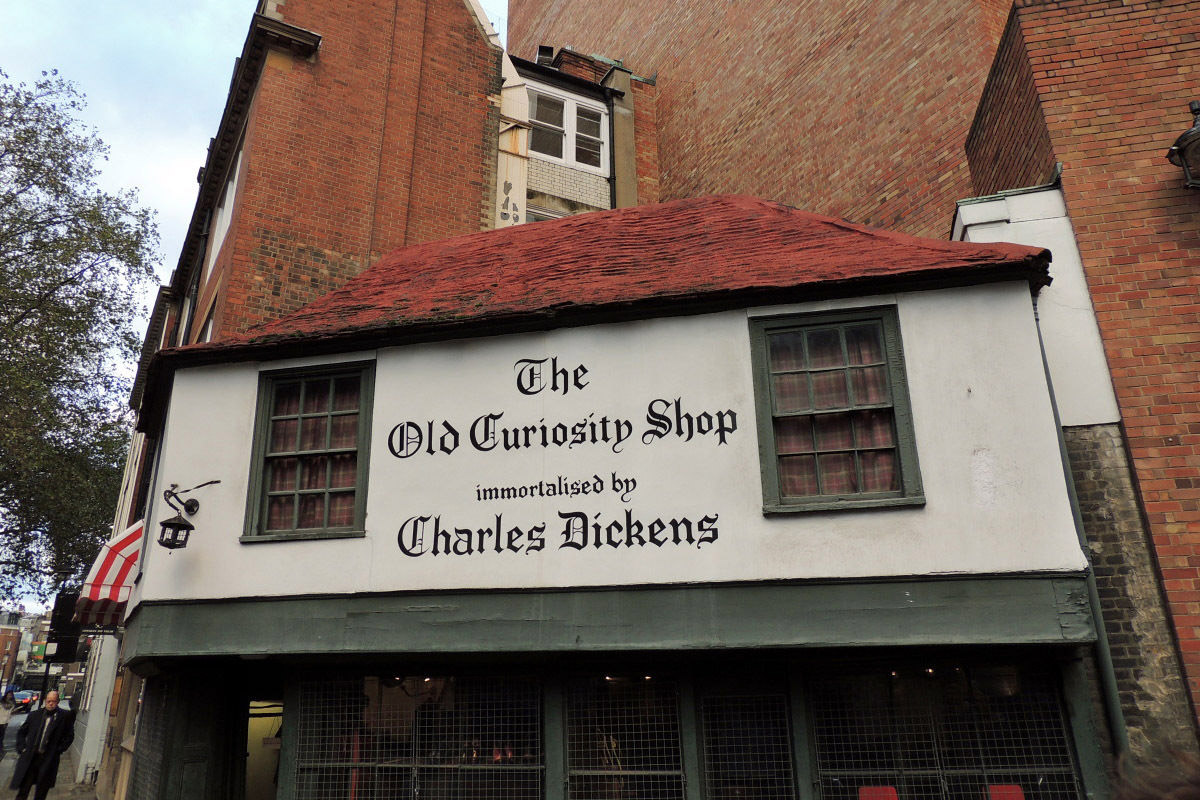 The
Old Curiosity Shop
immortalised by
Charles Dickens